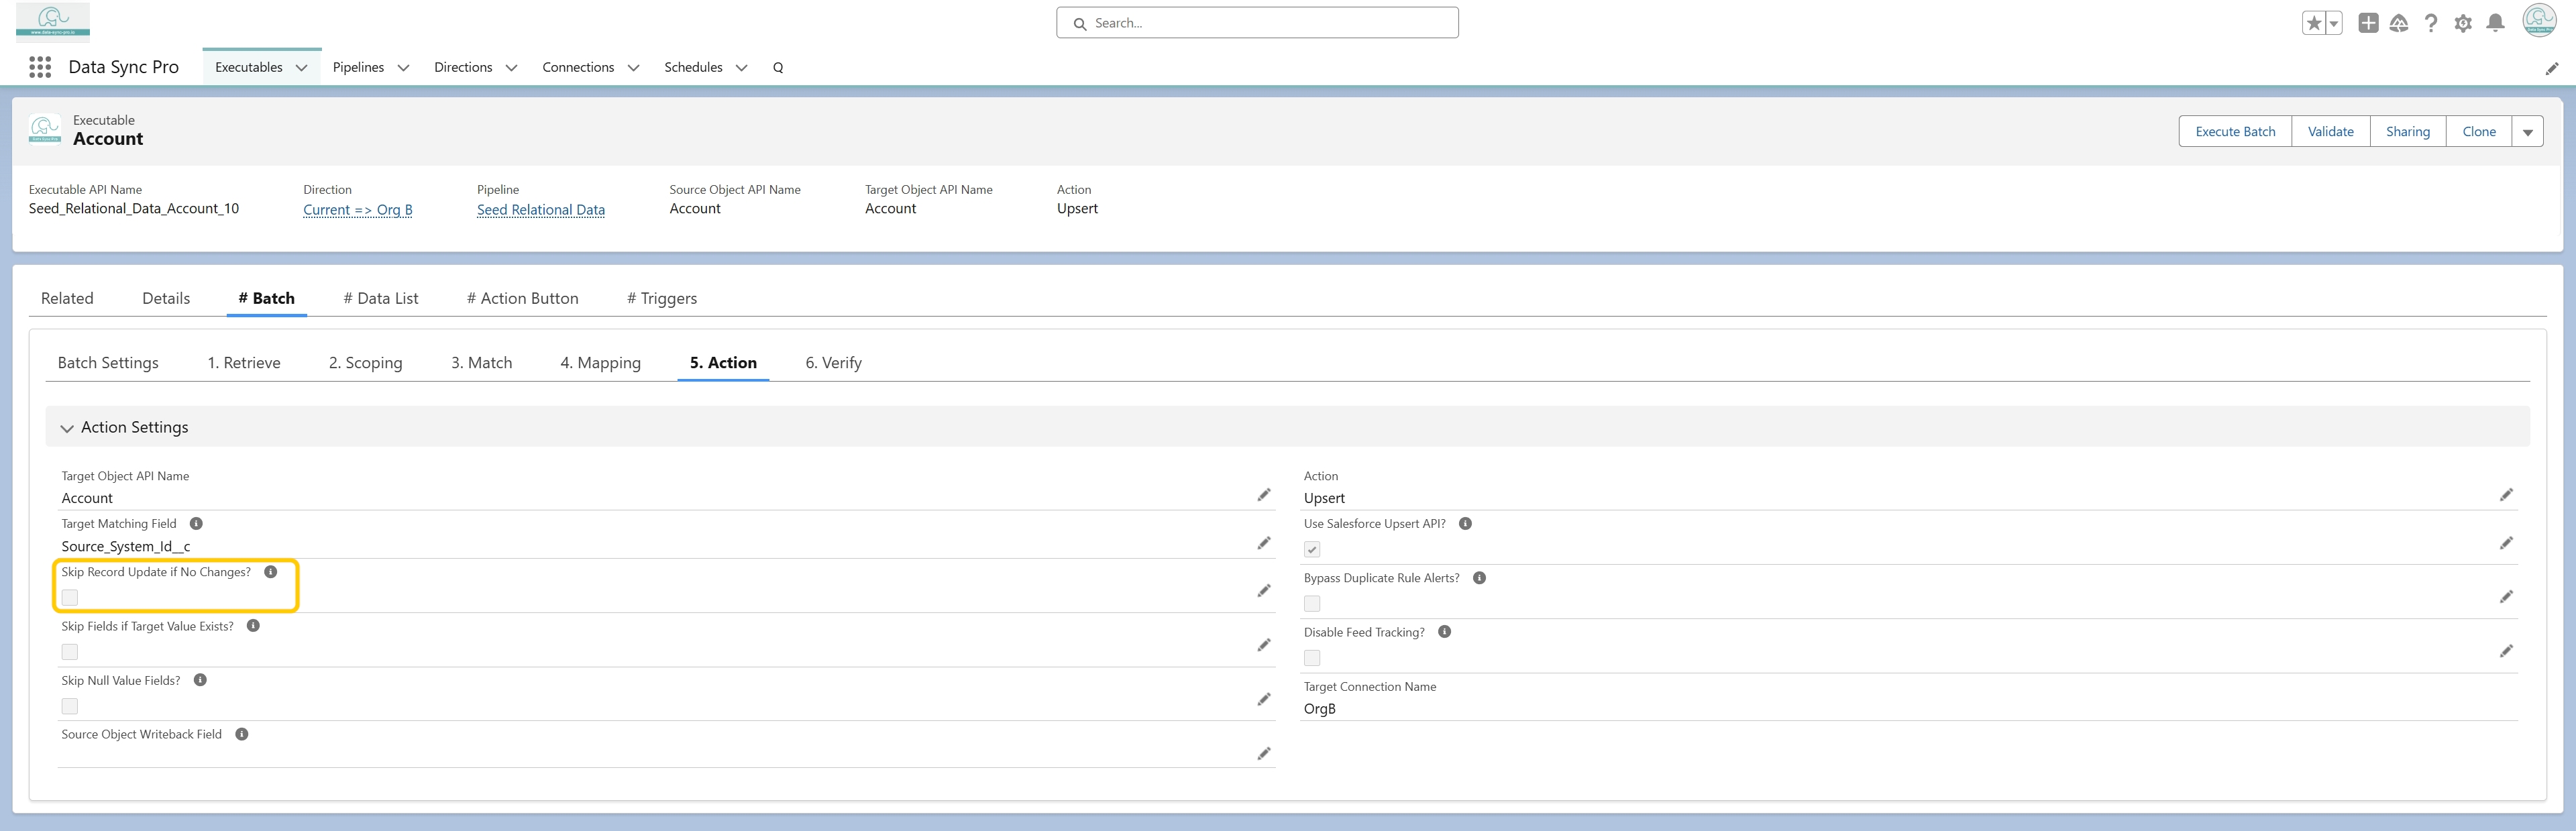 www.data-sync-pro.io
Search...
Data Sync Pro
Executables
Pipelines
Directions
Connections
Schedules
Q
Executable
Account
Execute Batch
Validate
Sharing
Clone
Executable API Name
Seed_Relational_Data_Account_10
Direction
Current => Org B
Pipeline
Seed Relational Data
Source Object API Name
Account
Target Object API Name
Account
Action
Upsert
Related
Details
# Batch
# Data List
# Action Button
# Triggers
Batch Settings
1. Retrieve
2. Scoping
3. Match
4. Mapping
5. Action
6. Verify
Action Settings
Target Object API Name
Account
Target Matching Field
Source_System_Id__c
Skip Record Update if No Changes?
Skip Fields if Target Value Exists?
Skip Null Value Fields?
Source Object Writeback Field
Action
Upsert
Use Salesforce Upsert API?
Bypass Duplicate Rule Alerts?
Disable Feed Tracking?
Target Connection Name
OrgB